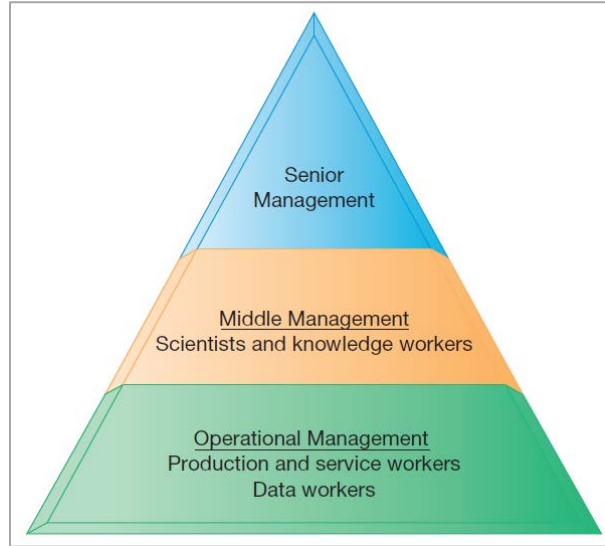 Senior
Management
Middle Management
Scientists and knowledge workers
Operational Management
Production and service workers
Data workers